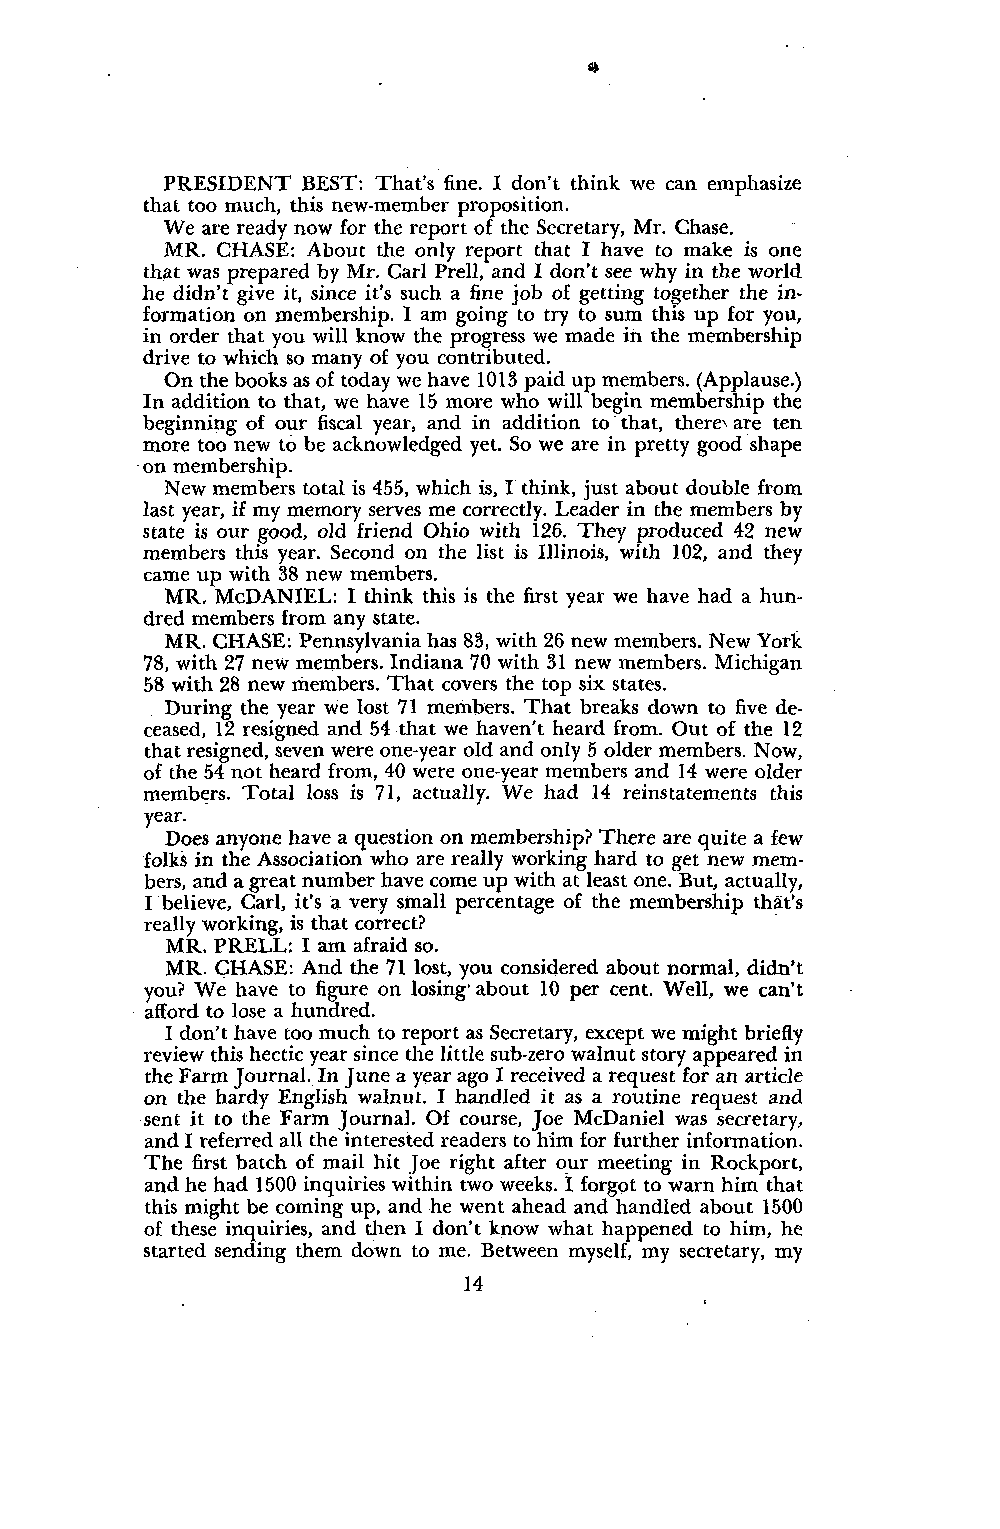 PRESIDENT BEST: That's fine. I don't think we can emphasize
that too much, this new-member proposition.
We are ready now for the report of the Secretary, Mr. Chase.
MR. CHASE: About the only report that I have to make is one
that was prepared by Mr. Carl Prell, and I don't see why in the world
he didn't give it, since it's such a fine job of getting together the in-
formation on membership. I am going to try to sum this up for you,
in order that you will know the progress we made in the membership
drive to which so many of you contributed.
On the books as of today we have 1013 paid up members. (Applause.)
In addition to that, we have 15 more who will begin membership the
beginning of our fiscal year, and in addition to that, there are ten
more too new to be acknowledged yet. So we are in pretty good shape
on membership.
New members total is 455, which is, I think, just about double from
last year, if my memory serves me correctly. Leader in the members by
state is our good, old friend Ohio with 126. They produced 42 new
members this year. Second on the list is Illinois, with 102, and they
came up with 38 new members.
MR. McDANIEL: I think this is the first year we have had a hun-
dred members from any state.
MR. CHASE: Pennsylvania has 83, with 26 new members. New York
78, with 27 new members. Indiana 70 with 31 new members. Michigan
58 with 28 new members. That covers the top six states.
During the year we lost 71 members. That breaks down to five de-
ceased, 12 resigned and 54 that we haven't heard from. Out of the 12
that resigned, seven were one-year old and only 5 older members. Now,
of the 54 not heard from, 40 were one-year members and 14 were older
members. Total loss is 71, actually. We had 14 reinstatements this
year.
Does anyone have a question on membership? There are quite a few
folks in the Association who are really working hard to get new mem-
bers, and a great number have come up with at least one. But, actually,
I believe, Carl, it's a very small percentage of the membership that's
really working, is that correct?
MR. PRELL: I am afraid so.
MR. CHASE: And the 71 lost, you considered about normal, didn't
you? We have to figure on losing about 10 per cent. Well, we can't
afford to lose a hundred.
I don't have too much to report as Secretary, except we might briefly
review this hectic year since the little sub-zero walnut story appeared in
the Farm Journal. In June a year ago I received a request for an article
on the hardy English walnut. I handled it as a routine request and
sent it to the Farm Journal. Of course, Joe McDaniel was secretary,
and I referred all the interested readers to him for further information.
The first batch of mail hit Joe right after our meeting in Rockport,
and he had 1500 inquiries within two weeks. I forgot to warn him that
this might be coming up, and he went ahead and handled about 1500
of these inquiries, and then I don't know what happened to him, he
started sending them down to me. Between myself, my secretary, my
14